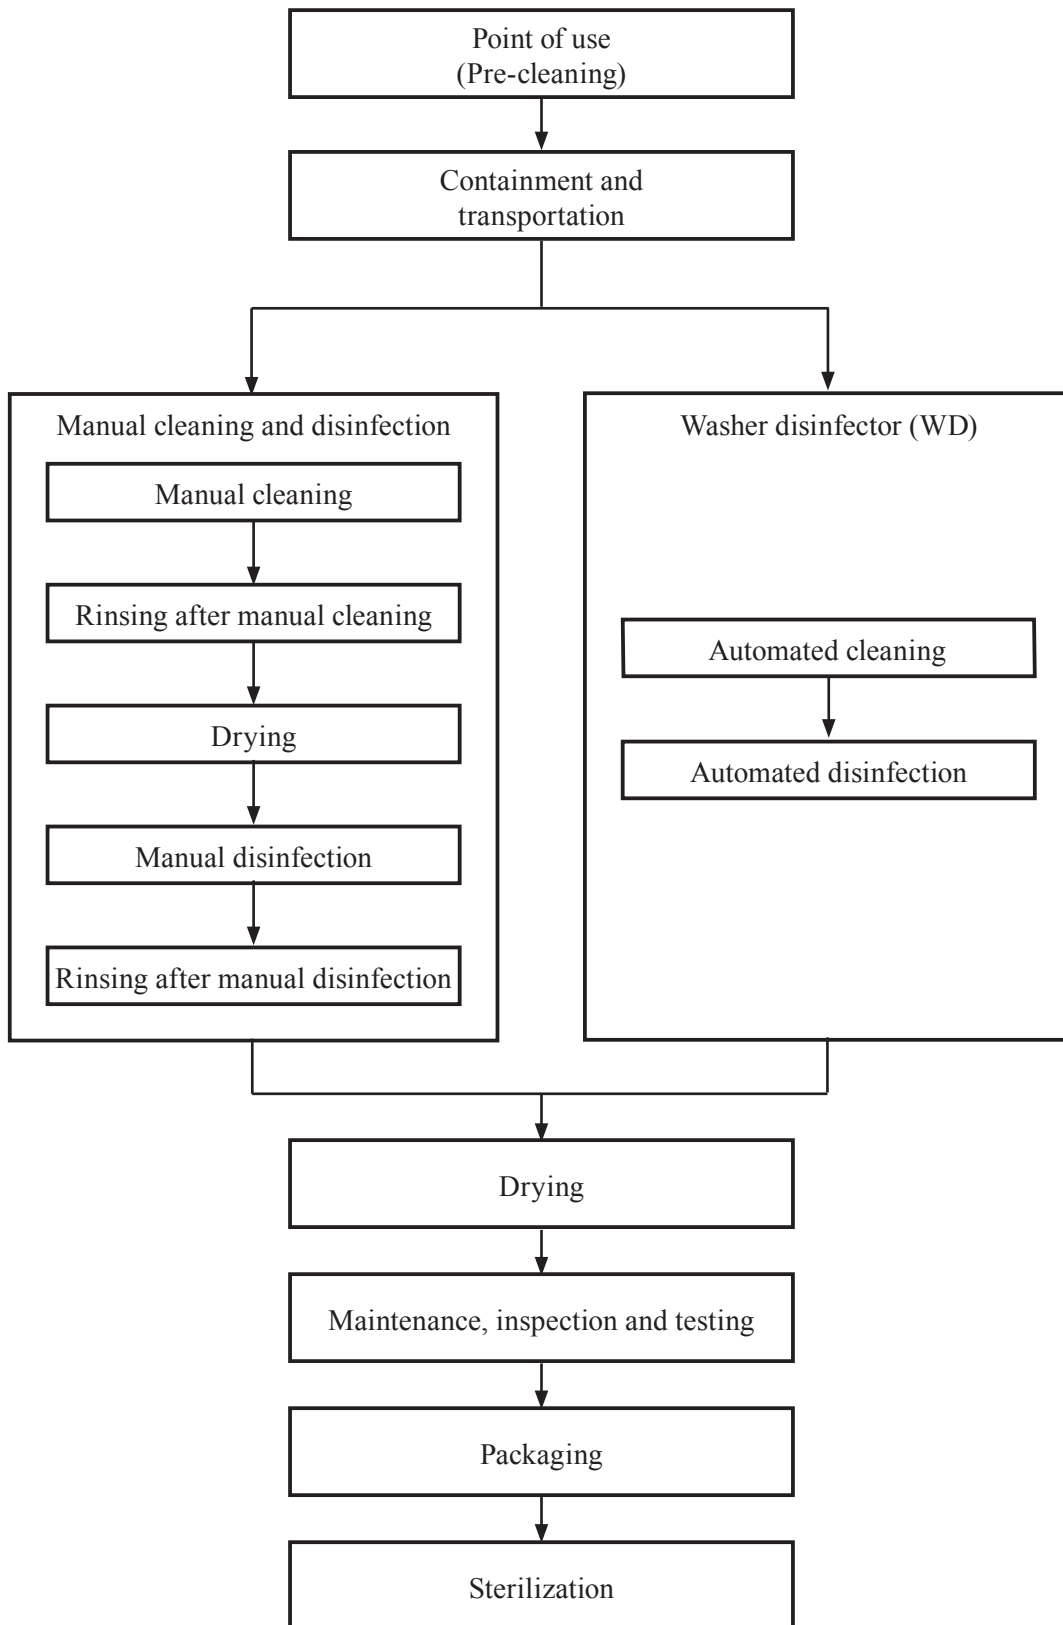 Point of use
(Pre-cleaning)
Containment and
transportation
Manual cleaning and disinfection
Manual cleaning
Rinsing after manual cleaning
Drying
Manual disinfection
Rinsing after manual disinfection
Washer disinfector (WD)
Automated cleaning
Automated disinfection
Drying
Maintenance, inspection and testing
Packaging
Sterilization